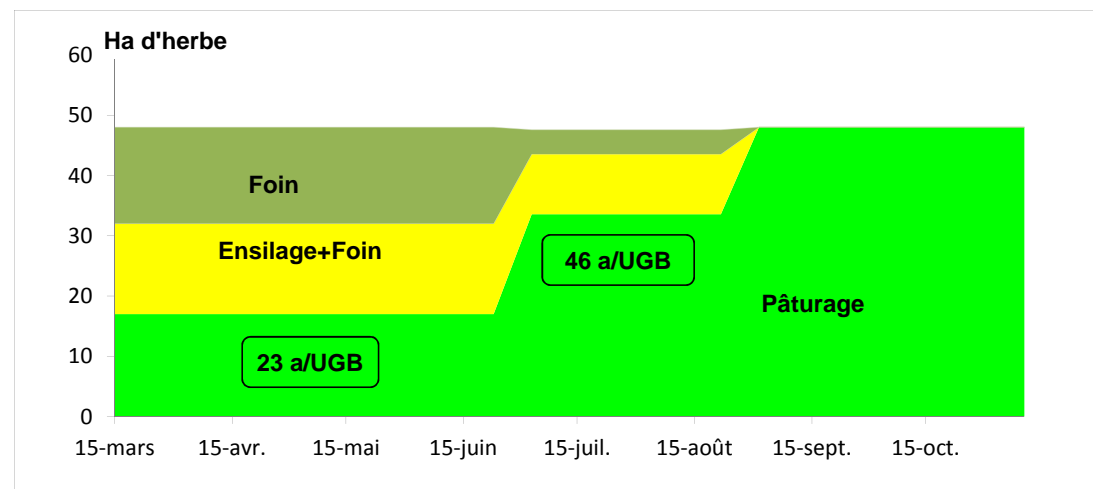 Ha d'herbe
60
50
40
30
20
10
0
Foin
Ensilage+Foin
46 a/UGB
Pâturage
23 a/UGB
15-mars 15-avr. 15-mai 15-juin 15-juil. 15-août 15-sept. 15-oct.